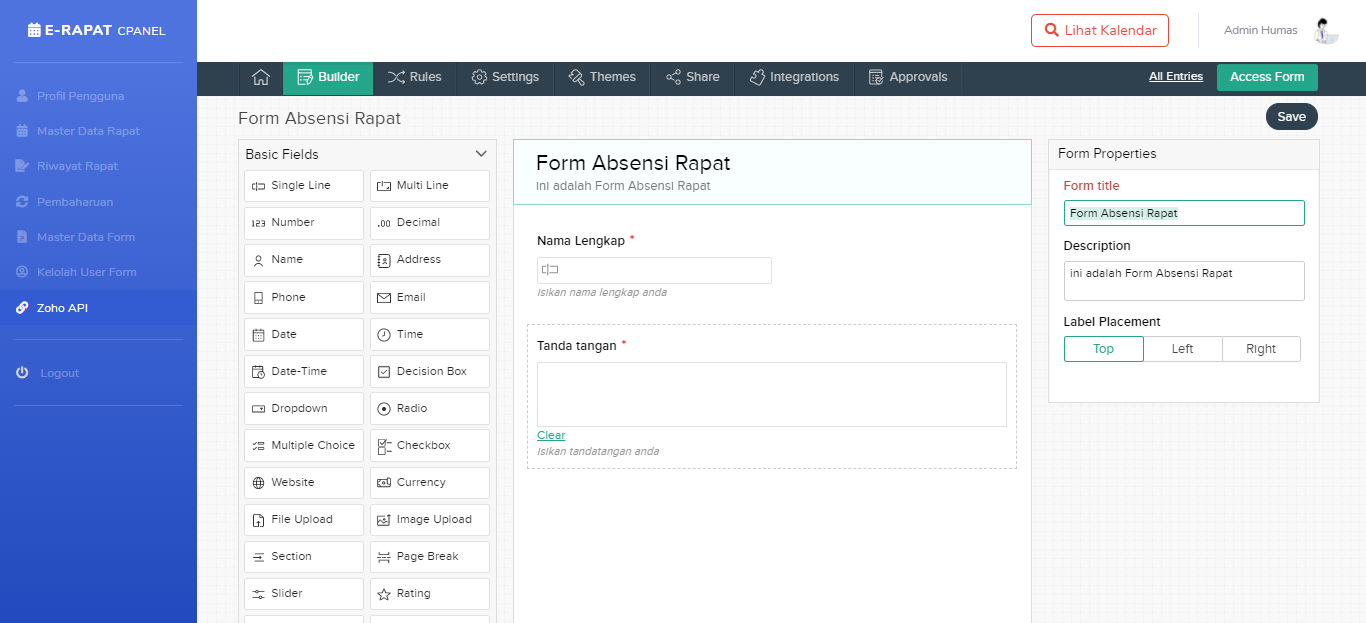 E-RAPAT CPANEL
Lihat Kalendar
Admin Humas
Profil Pengguna
Master Data Rapat
Riwayat Rapat
Pembaharuan
Master Data Form
Kelolah User Form
Zoho API
Logout
Builder
Rules
Settings
Themes
Share
Integrations
Approvals
All Entries
Access Form
Form Absensi Rapat
Save
Basic Fields
Single Line
Multi Line
123 Number
.00 Decimal
Name
Address
Phone
Email
Date
Time
Date-Time
Decision Box
Dropdown
Radio
Multiple Choice
Checkbox
Website
Currency
File Upload
Image Upload
Section
Page Break
Slider
Rating
Form Absensi Rapat
ini adalah Form Absensi Rapat
Nama Lengkap *
Isikan nama lengkap anda
Tanda tangan *
Clear
Isikan tandatangan anda
Form Properties
Form title
Form Absensi Rapat
Description
ini adalah Form Absensi Rapat
Label Placement
Top
Left
Right